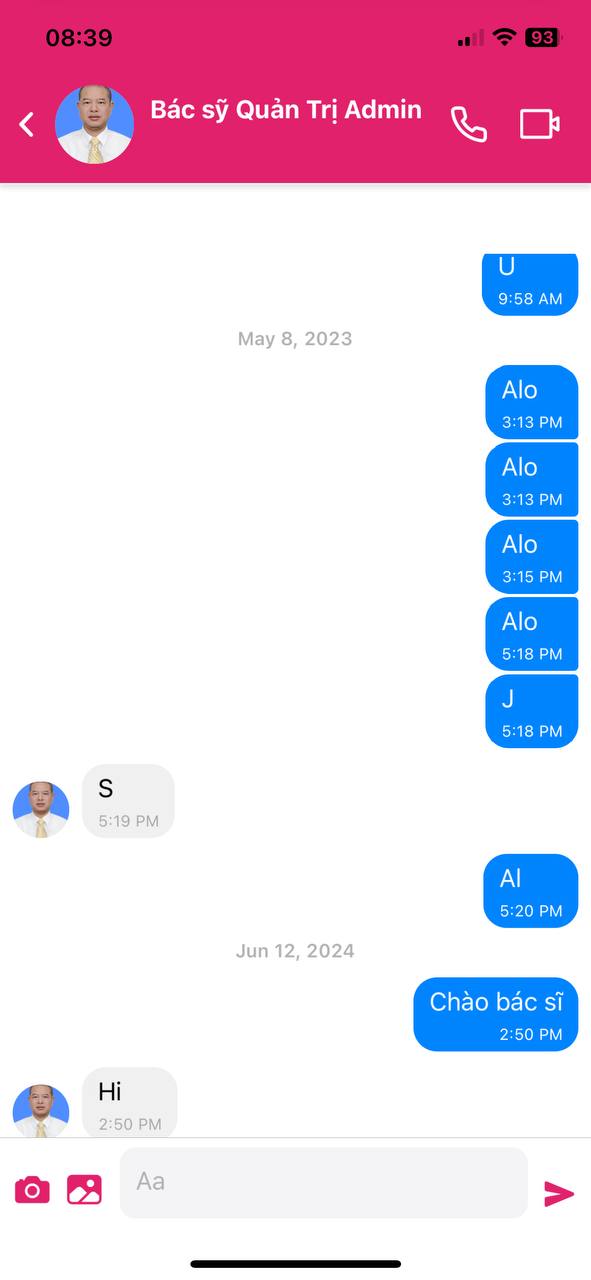 08:39
93
Bác sỹ Quản Trị Admin
U
9:58 AM
May 8, 2023
Alo
3:13 PM
Alo
3:13 PM
Alo
3:15 PM
Alo
5:18 PM
J
5:18 PM
S
5:19 PM
Al
5:20 PM
Jun 12, 2024
Chào bác sĩ
2:50 PM
Hi
2:50 PM
Aa